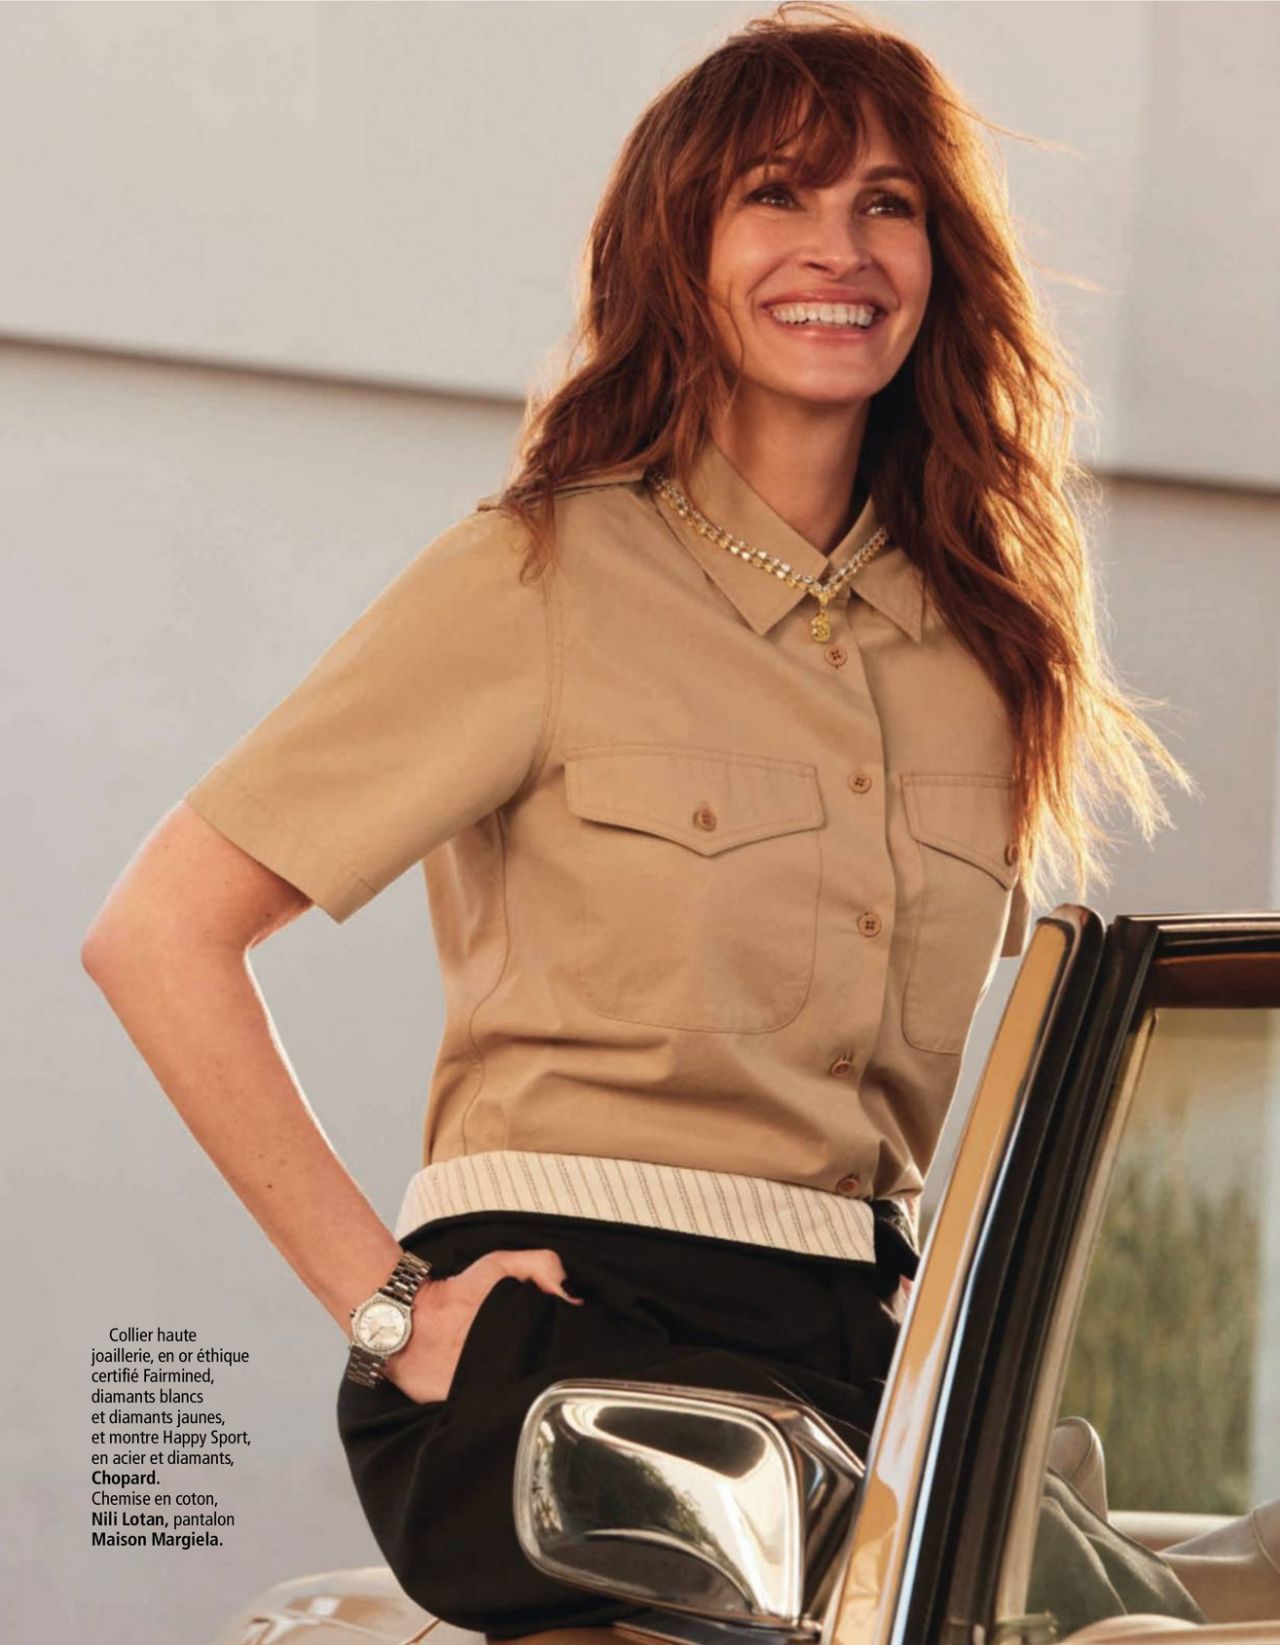 Collier haute
joaillerie, en or éthique
certifié Fairmined,
diamants blancs
et diamants jaunes,
et montre Happy Sport,
en acier et diamants,
Chopard.
Chemise en coton,
Nili Lotan, pantalon
Maison Margiela.